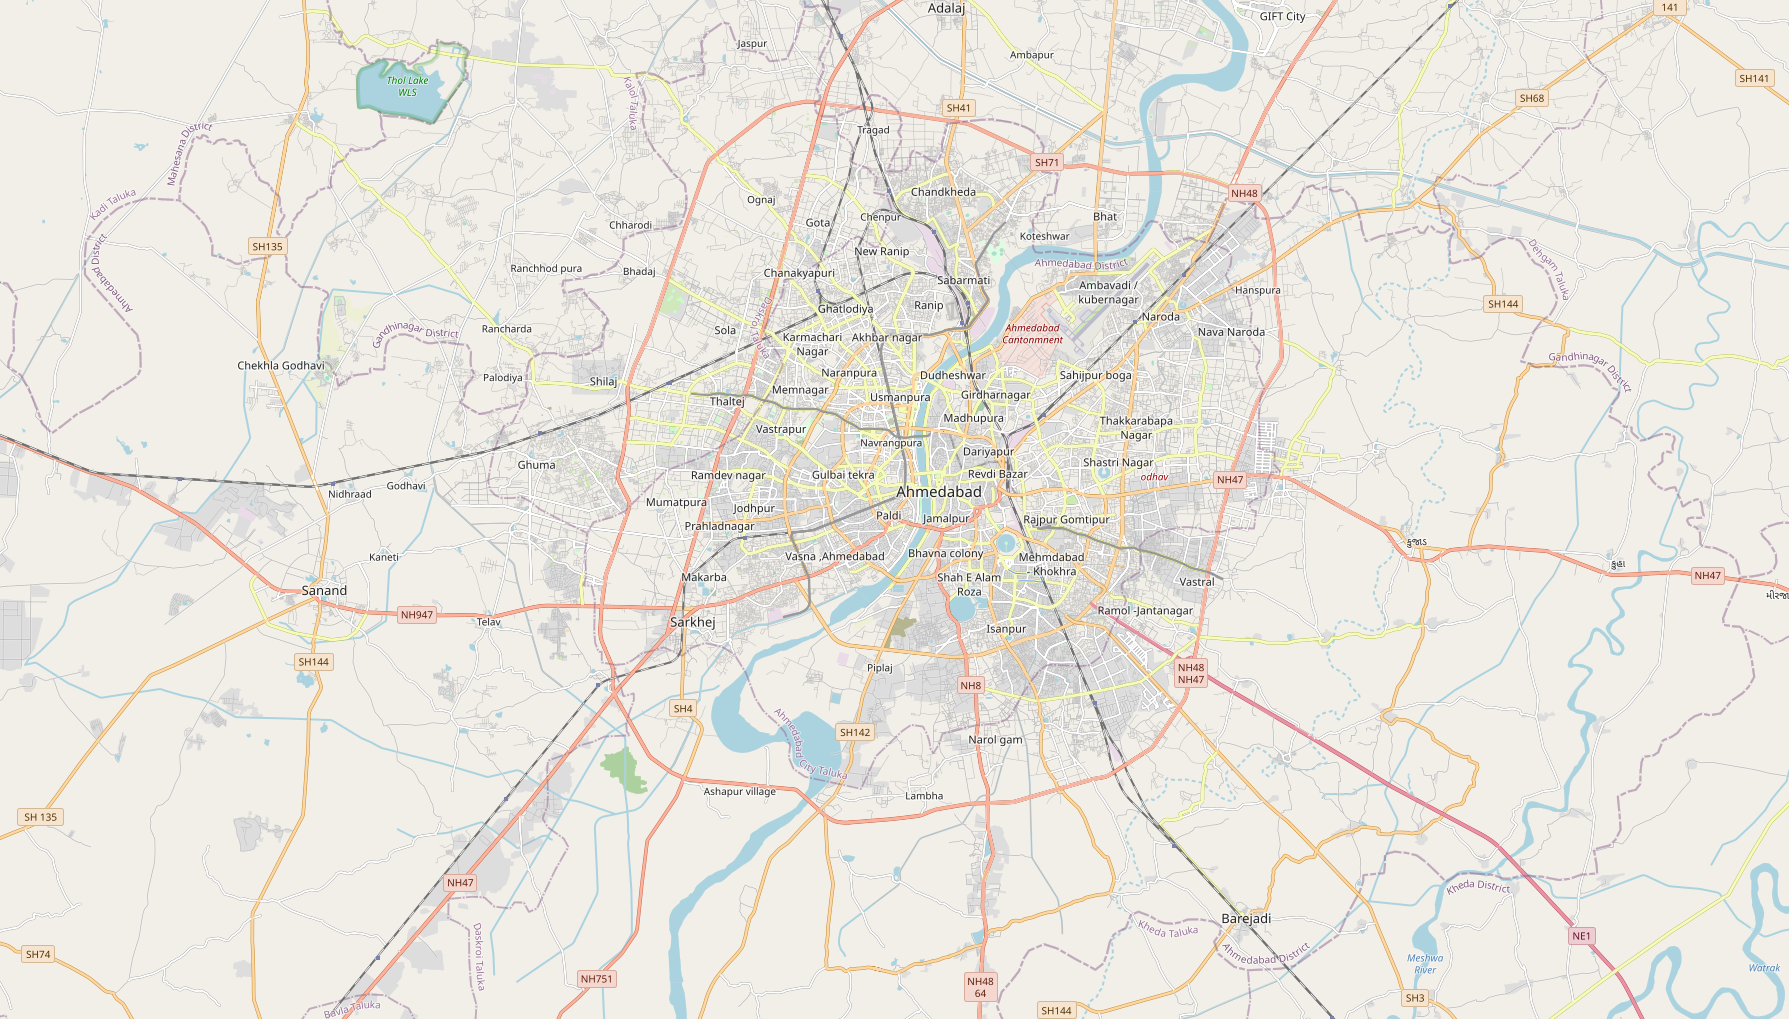 Adalaj
GIFT City
141
Jaspur
Ambapur
SH141
Thol Lake
WLS
Kalol Taluka
SH68
SH41
Mahesana District
Tragad
SH71
Kadi Taluka
Ognaj
Chandkheda
NH48
Chharodi
Gota
Chenpur
Bhat
SH135
Koteshwar
Ahmedabad District
New Ranip
Ahmedabad District
Dehgam Taluka
Ranchhod pura
Bhadaj
Chanakyapuri
Sabarmati
Ambavadi /
kubernagar
Hanspura
SH144
Daskroi Taluka
Ghatlodiya
Ranip
Naroda
Gandhinagar District
Rancharda
Sola
Karmachari
Nagar
Akhbar nagar
Ahmedabad
Cantonmnent
Nava Naroda
Chekhla Godhavi
Palodiya
Shilaj
Naranpura
Dudheshwar
Sahijpur boga
Gandhinagar District
Memnagar
Usmanpura
Girdharnagar
Thaltej
Madhupura
Thakkarabapa
Nagar
Vastrapur
Navrangpura
Dariyapur
Ghuma
Ramdev nagar
Gulbai tekra
Revdi Bazar
Shastri Nagar
odhav
NH47
Nidhraad
Godhavi
Ahmedabad
Mumatpura
Jodhpur
Paldi
Jamalpur
Rajpur Gomtipur
Prahladnagar
Kaneti
Vasna ,Ahmedabad
Bhavna colony
Mehmdabad
- Khokhra
Makarba
Shah E Alam
Roza
Vastral
NH47
Sanand
NH947
Telav
Sarkhej
Isanpur
Ramol -Jantanagar
SH144
Piplaj
NH48
NH47
NH8
SH4
Ahmedabad City Taluka
SH142
Narol gam
Ashapur village
Lambha
SH 135
NH47
Kheda District
Barejadi
Kheda Taluka
Ahmedabad District
NE1
Daskroi Taluka
SH74
Meshwa
River
Watrak
NH751
NH48
64
SH3
SH144
Bavla Taluka